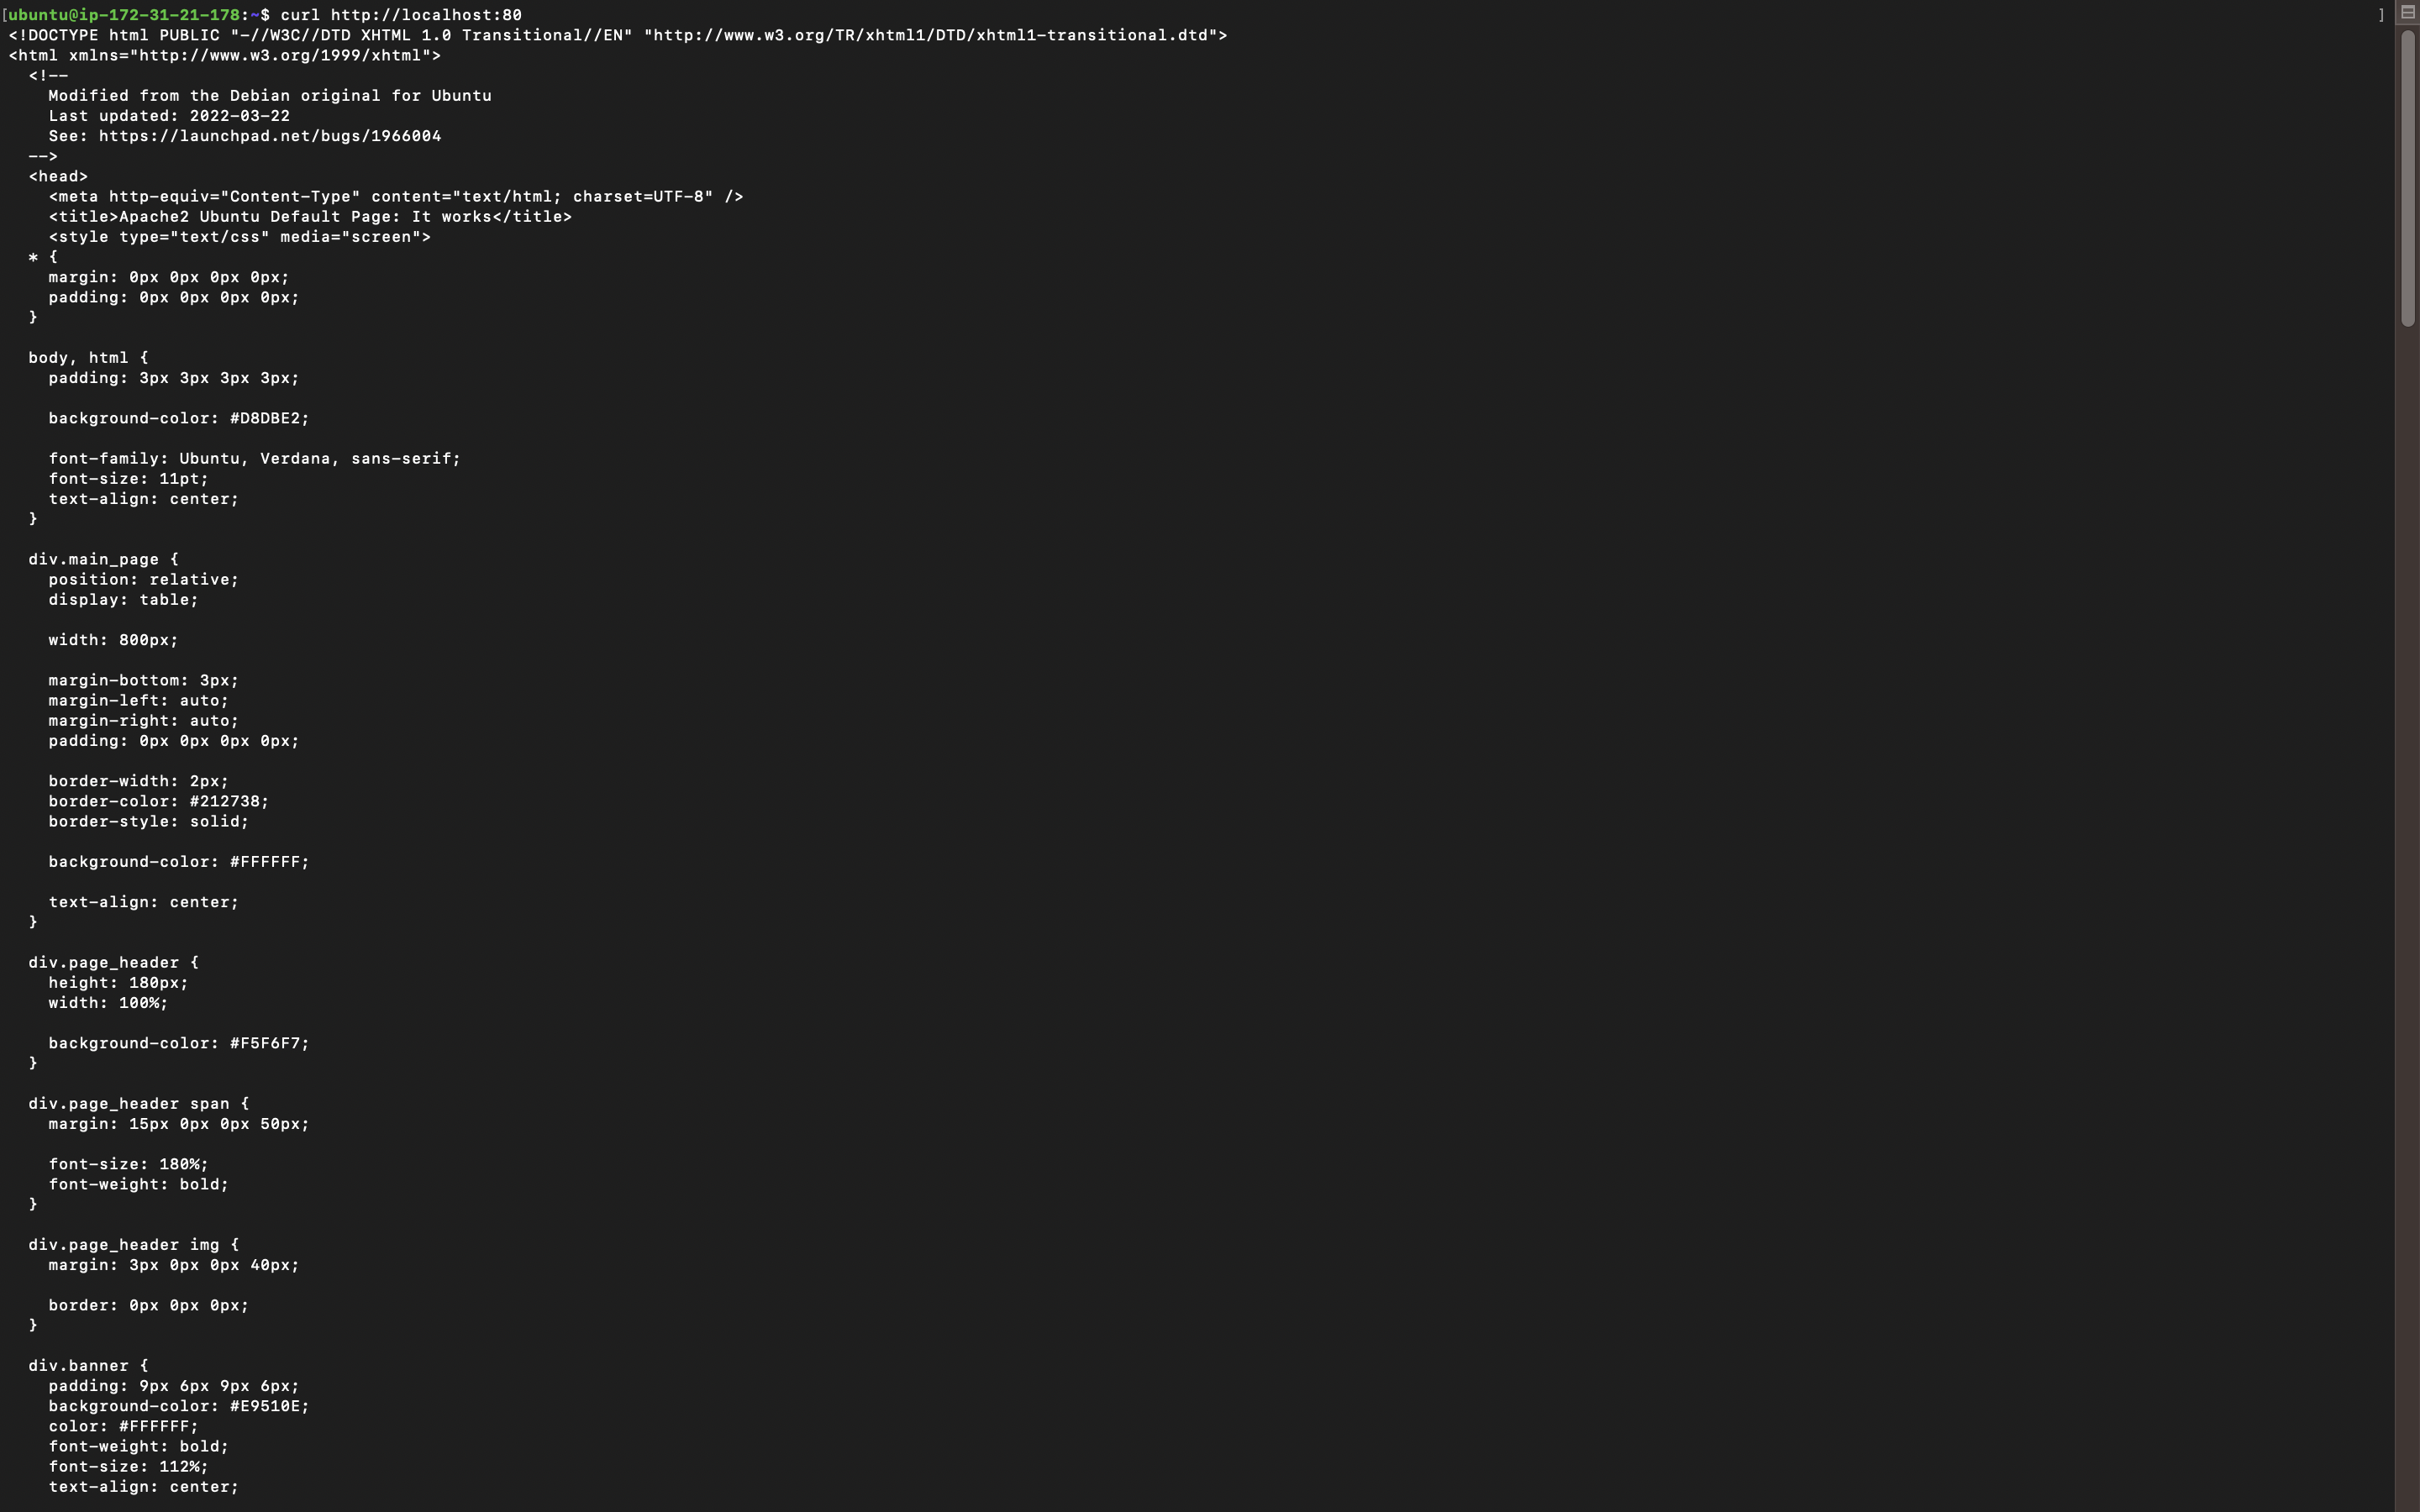 [ubuntu@ip-172-31-21-178:~$ curl http://localhost:80 ]
<!DOCTYPE html PUBLIC "-//W3C//DTD XHTML 1.0 Transitional//EN" "http://www.w3.org/TR/xhtml1/DTD/xhtml1-transitional.dtd">
<html xmlns="http://www.w3.org/1999/xhtml">
  <!--
    Modified from the Debian original for Ubuntu
    Last updated: 2022-03-22
    See: https://launchpad.net/bugs/1966004
  -->
  <head>
    <meta http-equiv="Content-Type" content="text/html; charset=UTF-8" />
    <title>Apache2 Ubuntu Default Page: It works</title>
    <style type="text/css" media="screen">
  * {
    margin: 0px 0px 0px 0px;
    padding: 0px 0px 0px 0px;
  }

  body, html {
    padding: 3px 3px 3px 3px;

    background-color: #D8DBE2;

    font-family: Ubuntu, Verdana, sans-serif;
    font-size: 11pt;
    text-align: center;
  }

  div.main_page {
    position: relative;
    display: table;

    width: 800px;

    margin-bottom: 3px;
    margin-left: auto;
    margin-right: auto;
    padding: 0px 0px 0px 0px;

    border-width: 2px;
    border-color: #212738;
    border-style: solid;

    background-color: #FFFFFF;

    text-align: center;
  }

  div.page_header {
    height: 180px;
    width: 100%;

    background-color: #F5F6F7;
  }

  div.page_header span {
    margin: 15px 0px 0px 50px;

    font-size: 180%;
    font-weight: bold;
  }

  div.page_header img {
    margin: 3px 0px 0px 40px;

    border: 0px 0px 0px;
  }

  div.banner {
    padding: 9px 6px 9px 6px;
    background-color: #E9510E;
    color: #FFFFFF;
    font-weight: bold;
    font-size: 112%;
    text-align: center;